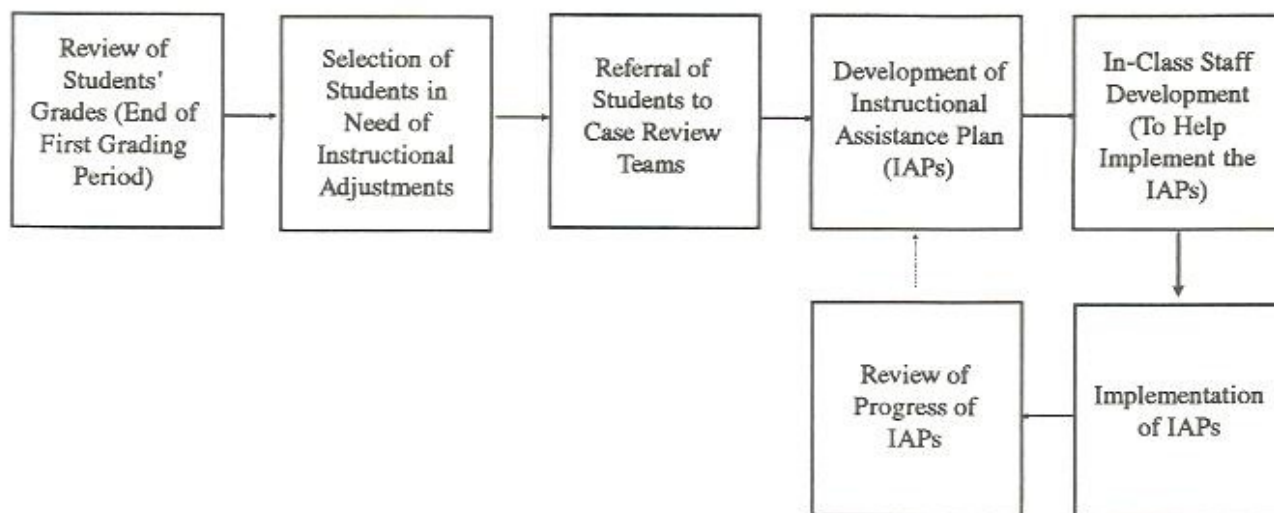 Review of
Students'
Grades (End of
First Grading
Period)
Selection of
Students in
Need of
Instructional
Adjustments
Referral of
Students to
Case Review
Teams
Development of
Instructional
Assistance Plan
(IAPs)
In-Class Staff
Development
(To Help
Implement the
IAPs)
Review of
Progress of
IAPs
Implementation
of IAPs